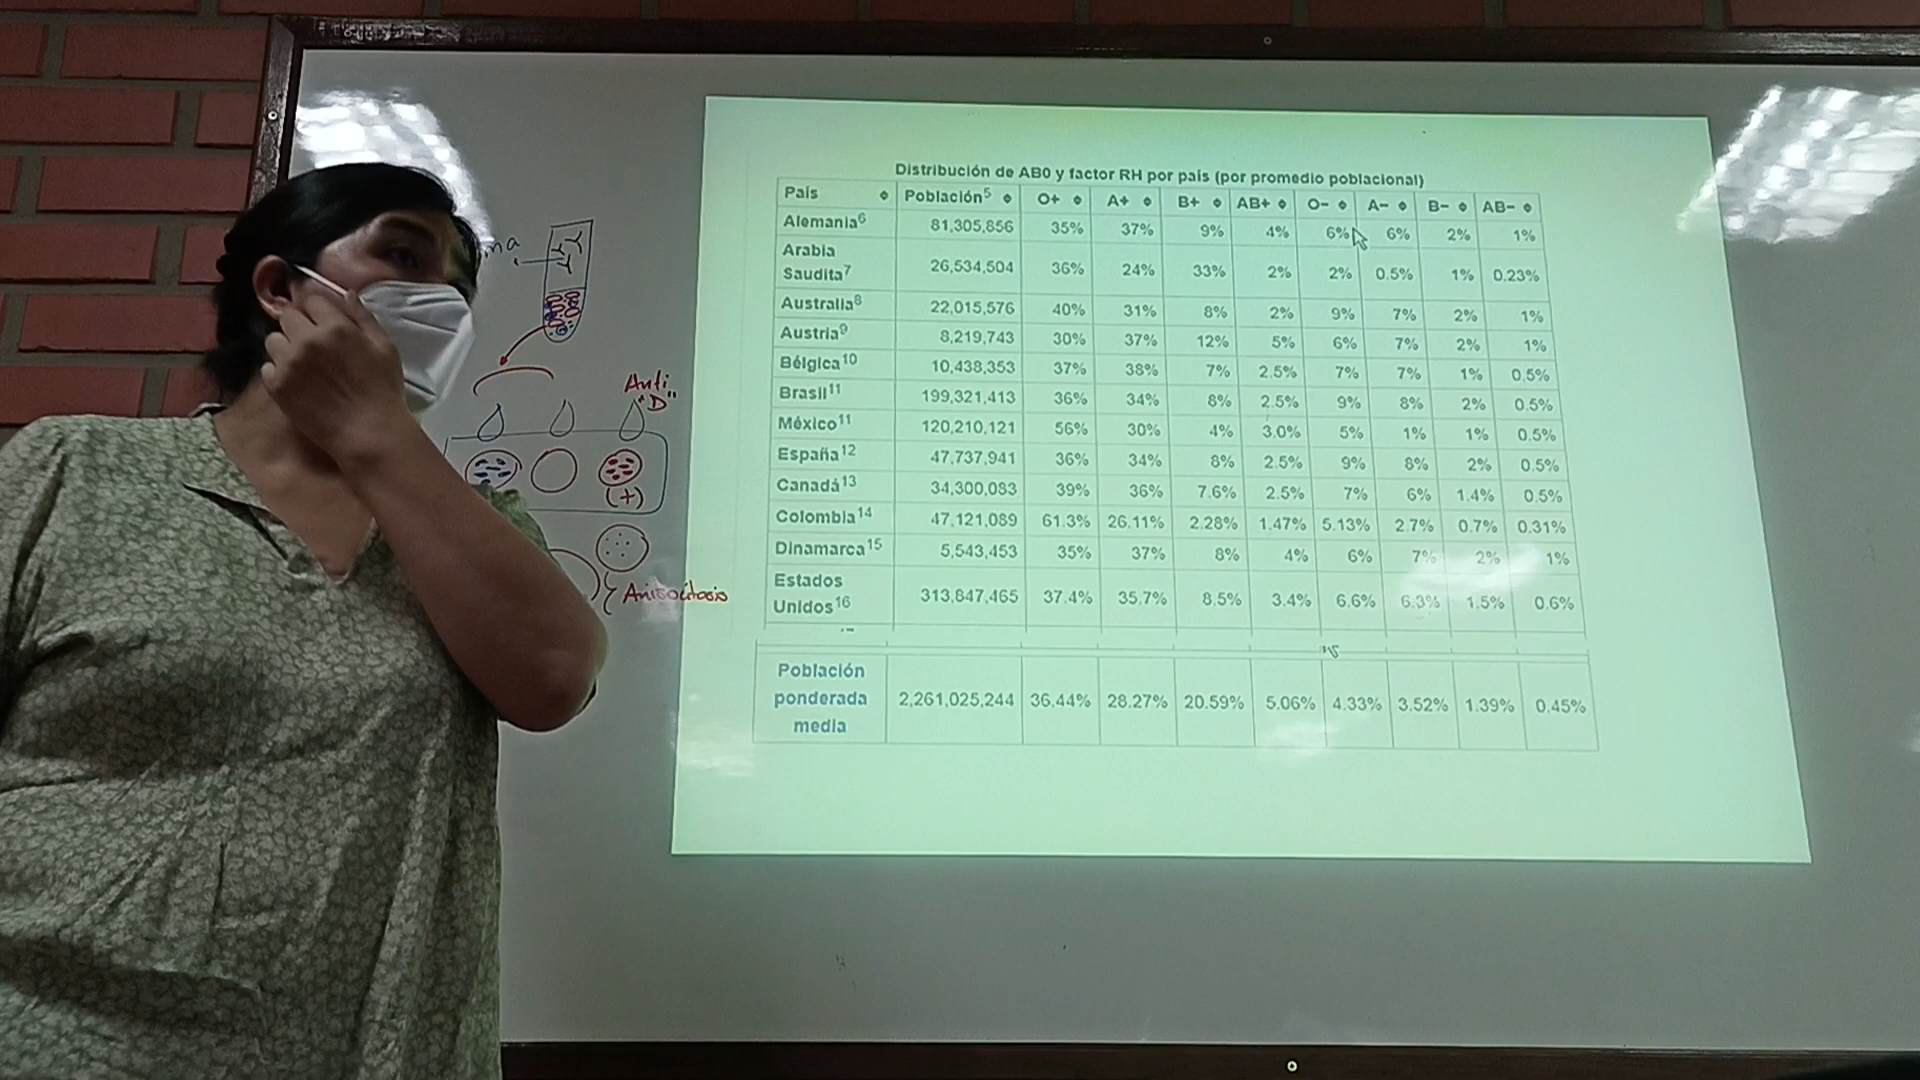 Distribución de AB0 y factor RH por país (por promedio poblacional)
País Población5 O+ A+ B+ AB+ O− A− B− AB−
Alemania6 81,305,856 35% 37% 9% 4% 6% 6% 2% 1%
Arabia
Saudita7 26,534,504 36% 24% 33% 2% 2% 0.5% 1% 0.23%
Australia8 22,015,576 40% 31% 8% 2% 9% 7% 2% 1%
Austria9 8,219,743 30% 37% 12% 5% 6% 7% 2% 1%
Bélgica10 10,438,353 37% 38% 7% 2.5% 7% 7% 1% 0.5%
Brasil11 199,321,413 36% 34% 8% 2.5% 9% 8% 2% 0.5%
México11 120,210,121 56% 30% 4% 3.0% 5% 1% 1% 0.5%
España12 47,737,941 36% 34% 8% 2.5% 9% 8% 2% 0.5%
Canadá13 34,300,083 39% 36% 7.6% 2.5% 7% 6% 1.4% 0.5%
Colombia14 47,121,089 61.3% 26.11% 2.28% 1.47% 5.13% 2.7% 0.7% 0.31%
Dinamarca15 5,543,453 35% 37% 8% 4% 6% 7% 2% 1%
Estados
Unidos16 313,847,465 37.4% 35.7% 8.5% 3.4% 6.6% 6.3% 1.5% 0.6%
Población
ponderada 2,261,025,244 36.44% 28.27% 20.59% 5.06% 4.33% 3.52% 1.39% 0.45%
media
Anti
"D"
(+)
Anisocitosis